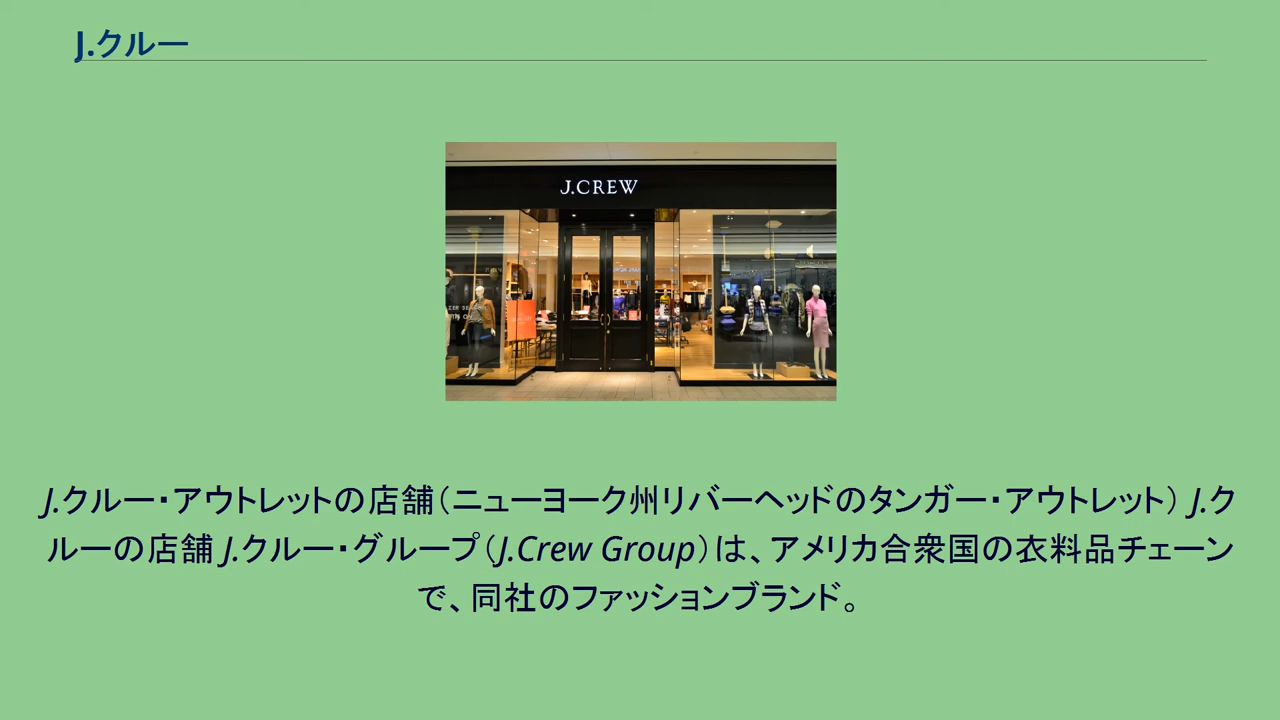 J.クルー
J.CREW
J.クルー・アウトレットの店舗（ニューヨーク州リバーヘッドのタンガー・アウトレット） J.ク
ルーの店舗 J.クルー・グループ（J.Crew Group）は、アメリカ合衆国の衣料品チェーン
で、同社のファッションブランド。